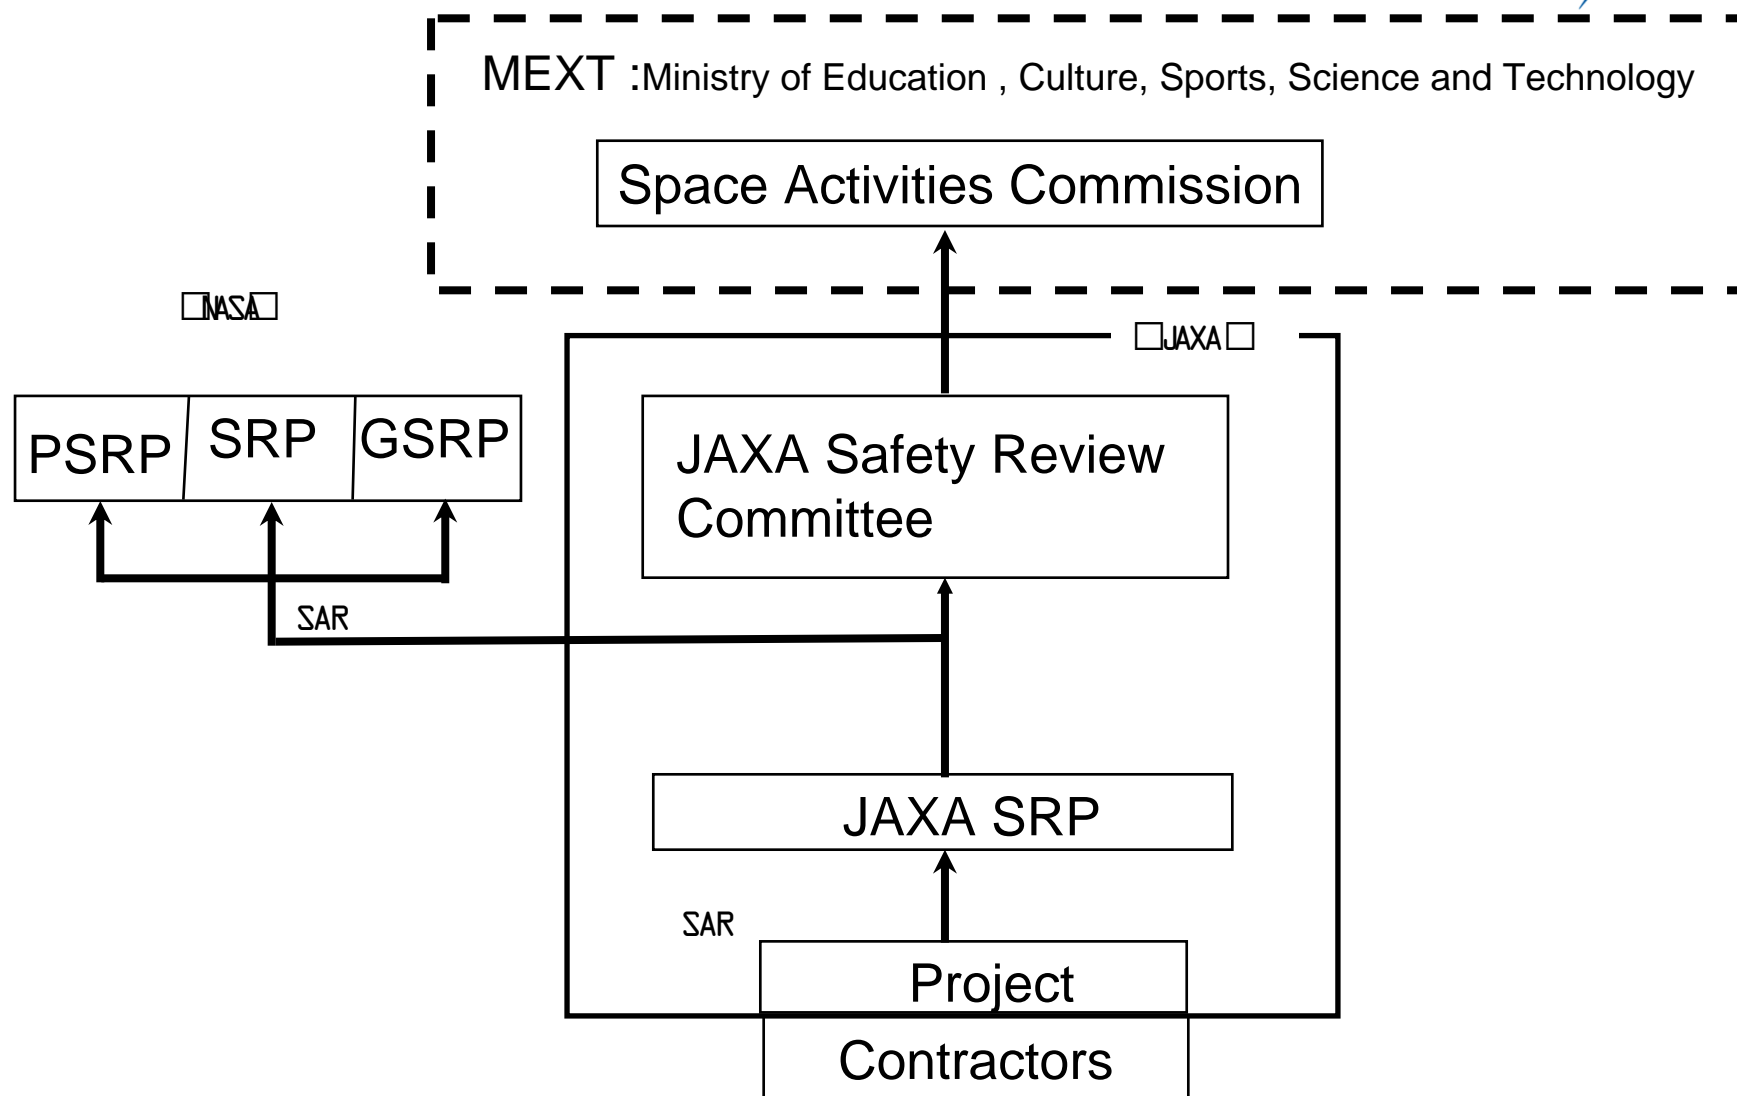 MEXT :Ministry of Education , Culture, Sports, Science and Technology
Space Activities Commission
□NASA□
□JAXA□
PSRP SRP GSRP
JAXA Safety Review
Committee
SAR
JAXA SRP
SAR
Project
Contractors